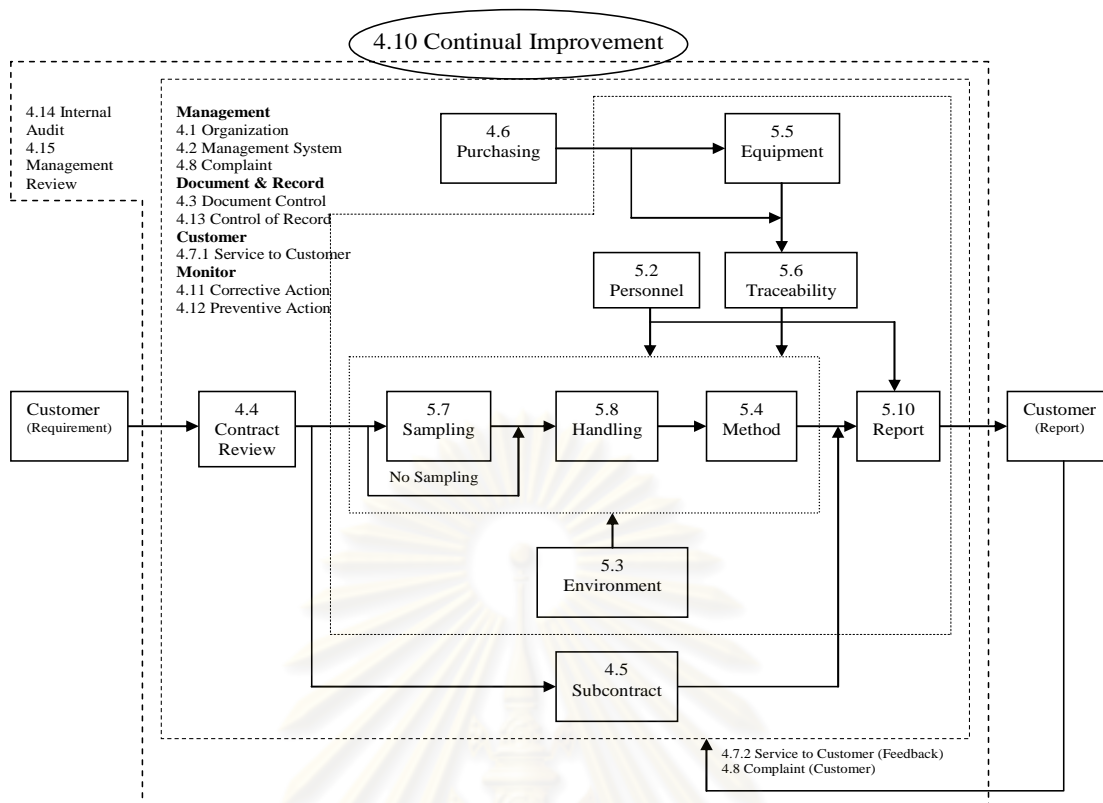 4.10 Continual Improvement
4.14 Internal
Audit
4.15
Management
Review
Management
4.1 Organization
4.2 Management System
4.8 Complaint
Document & Record
4.3 Document Control
4.13 Control of Record
Customer
4.7.1 Service to Customer
Monitor
4.11 Corrective Action
4.12 Preventive Action
4.6
Purchasing
5.5
Equipment
5.2
Personnel
5.6
Traceability
Customer
(Requirement)
4.4
Contract
Review
5.7
Sampling
5.8
Handling
5.4
Method
5.10
Report
Customer
(Report)
No Sampling
5.3
Environment
4.5
Subcontract
4.7.2 Service to Customer (Feedback)
4.8 Complaint (Customer)